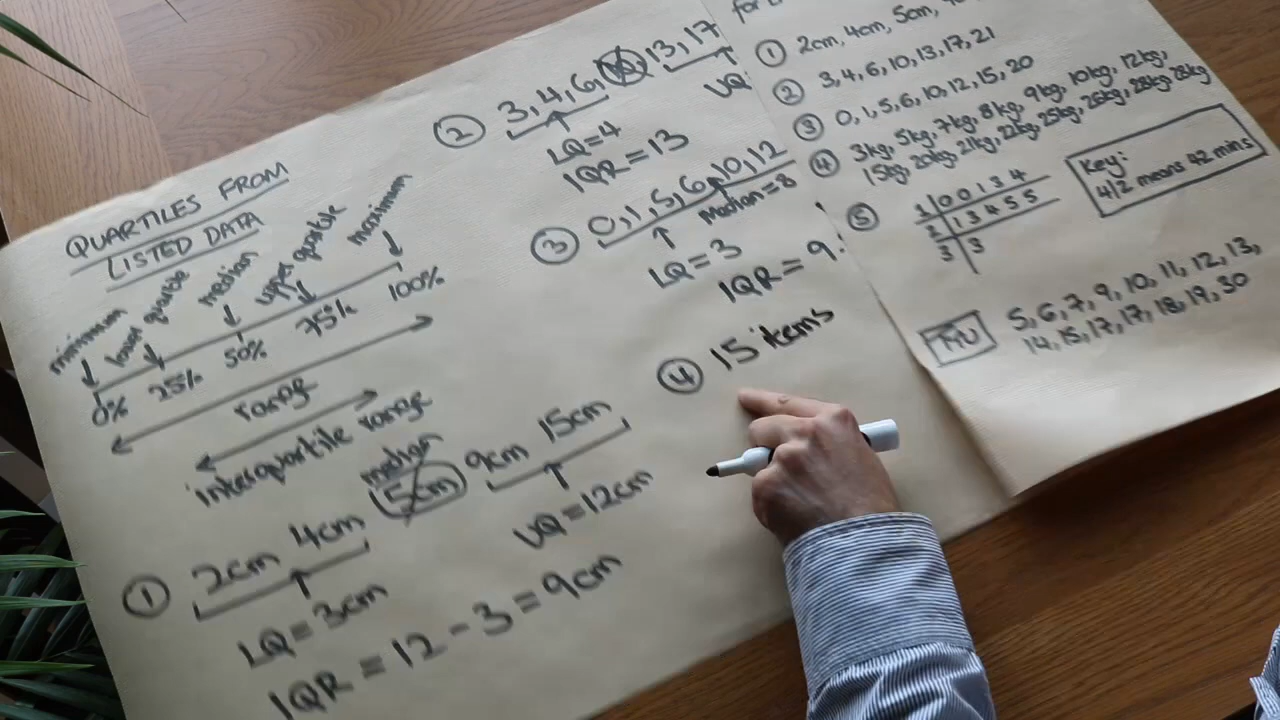 QUARTILES FROM
LISTED DATA
minimum
lower quartile
median
upper quartile
maximum
0% 25% 50% 75% 100%
range
interquartile range
① 2cm 4cm 5cm 9cm 15cm
median
LQ = 3cm
UQ = 12cm
IQR = 12 - 3 = 9cm
② 3, 4, 6, 10, 13, 17
LQ = 4
UQ
IQR = 13
③ 0, 1, 5, 6, 10, 12
median = 8
LQ = 3
IQR = 9
④ 15 items
① 2cm, 4cm, 5cm,
② 3, 4, 6, 10, 13, 17, 21
③ 0, 1, 5, 6, 10, 12, 15, 20
④ 3kg, 5kg, 7kg, 8kg, 9kg, 10kg, 12kg,
15kg, 20kg, 21kg, 22kg, 25kg, 26kg, 28kg, 28kg
⑤ 1 | 0 0 1 3 4
2 | 1 3 4 5 5
3 | 3
Key:
4/2 means 42 mins
5, 6, 7, 9, 10, 11, 12, 13,
14, 15, 17, 17, 18, 19, 30